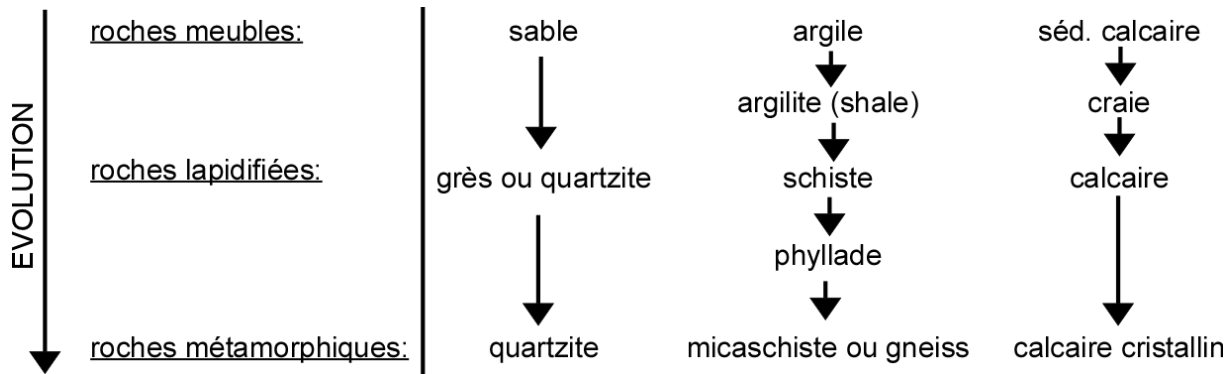 EVOLUTION
roches meubles: sable argile séd. calcaire
argilite (shale) craie
roches lapidifiées: grès ou quartzite schiste calcaire
phyllade
roches métamorphiques: quartzite micaschiste ou gneiss calcaire cristallin